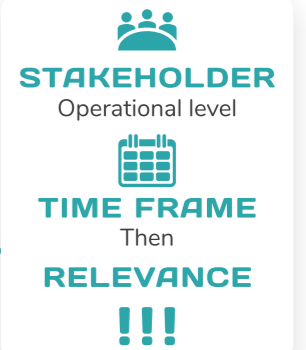 STAKEHOLDER
Operational level
TIME FRAME
Then
RELEVANCE
!!!